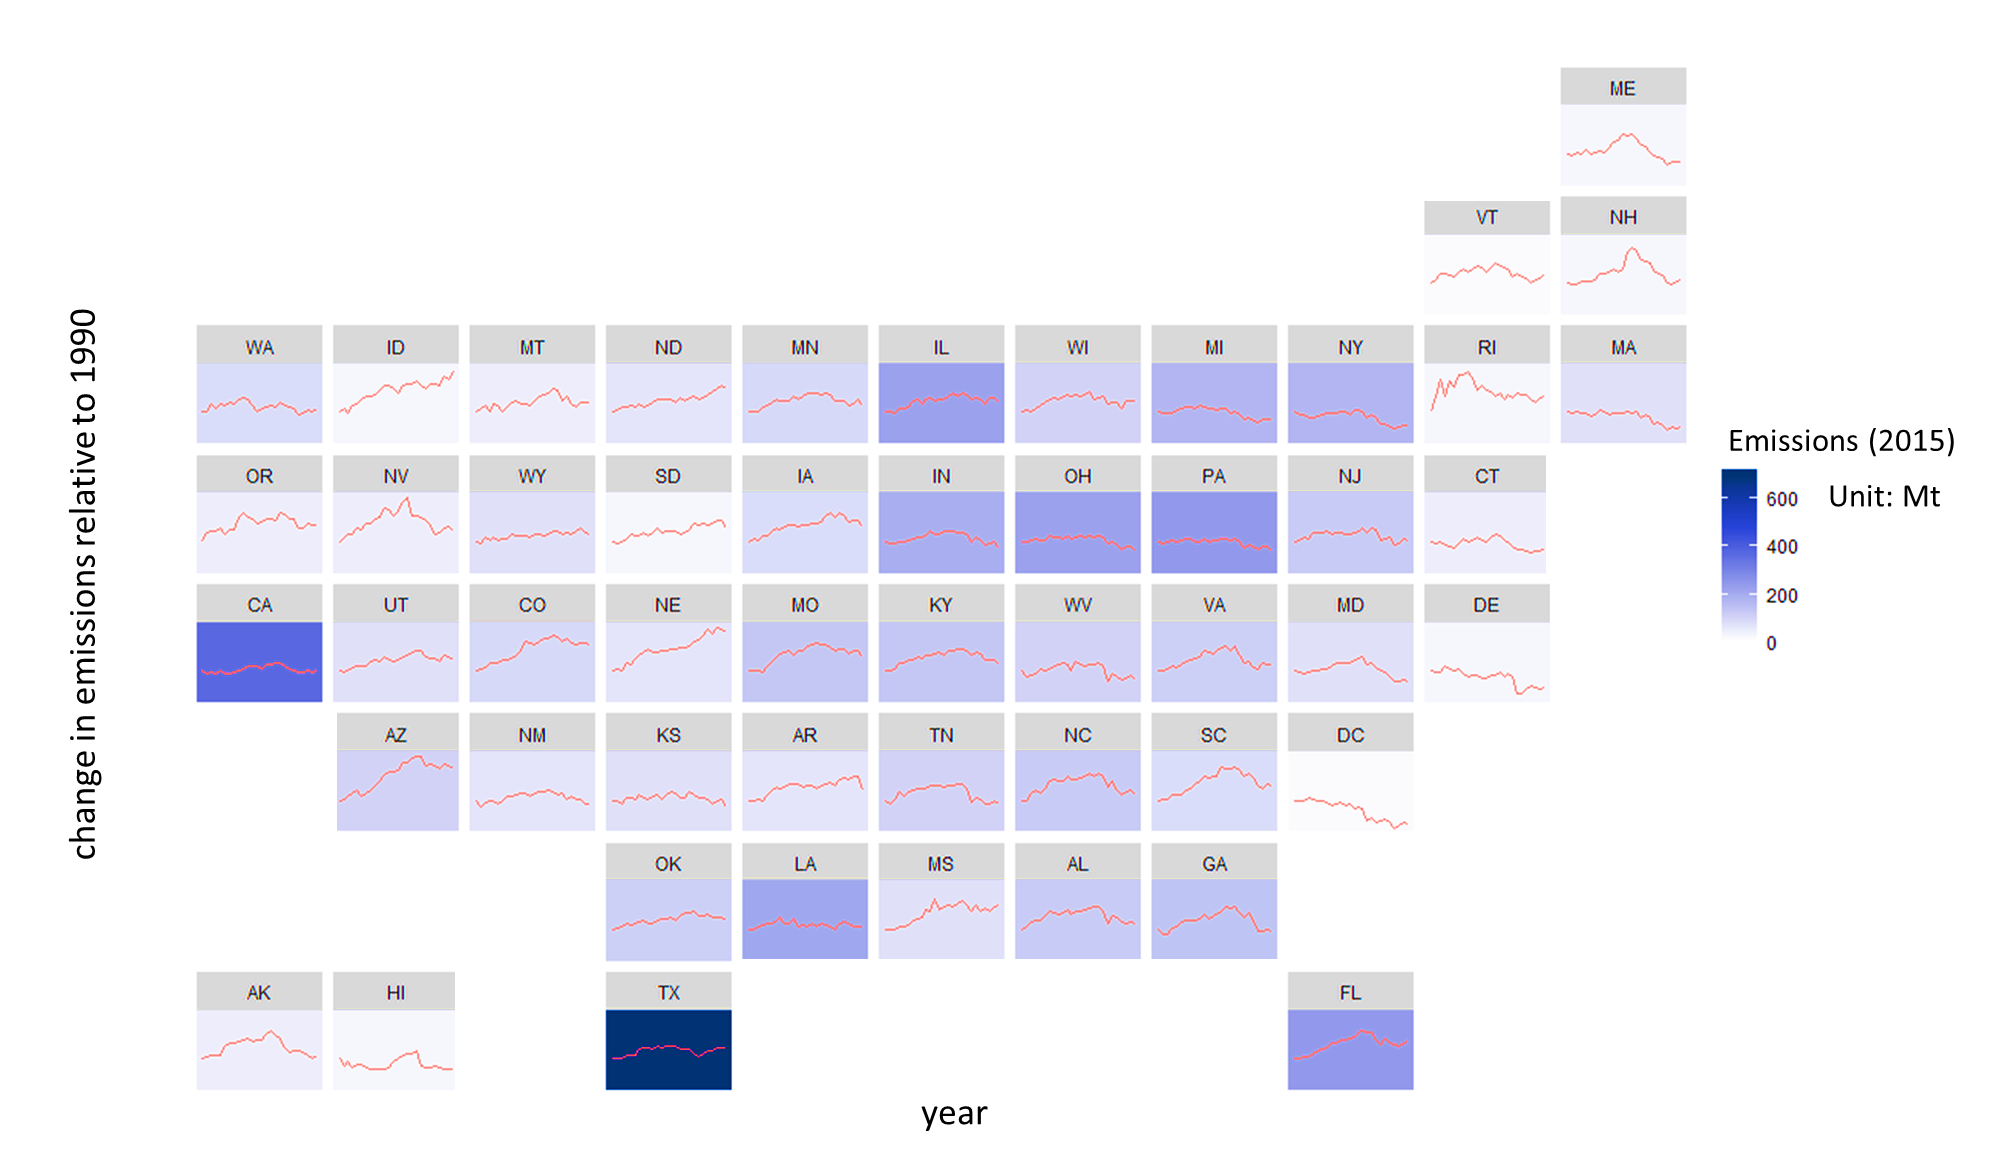 ME
VT
NH
WA
ID
MT
ND
MN
IL
WI
MI
NY
RI
MA
OR
NV
WY
SD
IA
IN
OH
PA
NJ
CT
CA
UT
CO
NE
MO
KY
WV
VA
MD
DE
AZ
NM
KS
AR
TN
NC
SC
DC
OK
LA
MS
AL
GA
AK
HI
TX
FL
change in emissions relative to 1990
year
Emissions (2015)
Unit: Mt
600
400
200
0